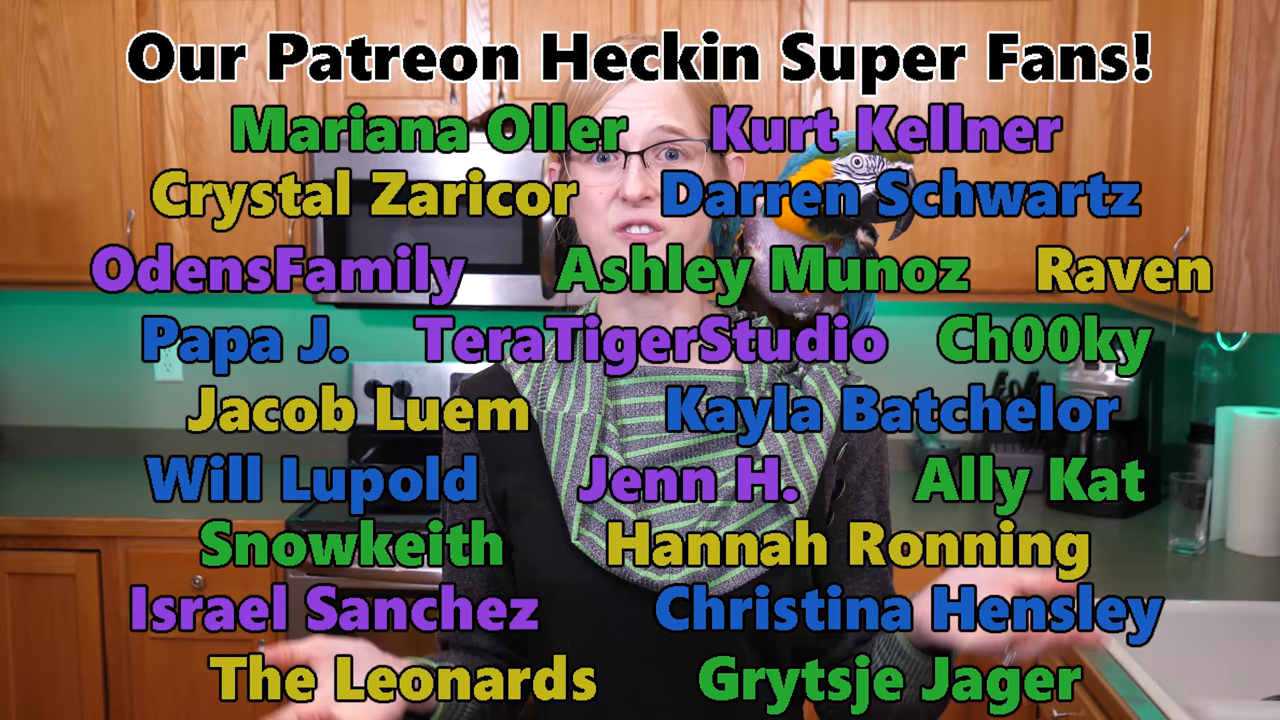 Our Patreon Heckin Super Fans!
Mariana Oller Kurt Kellner
Crystal Zaricor Darren Schwartz
OdensFamily Ashley Munoz Raven
Papa J. TeraTigerStudio Ch00ky
Jacob Luem Kayla Batchelor
Will Lupold Jenn H. Ally Kat
Snowkeith Hannah Ronning
Israel Sanchez Christina Hensley
The Leonards Grytsje Jager